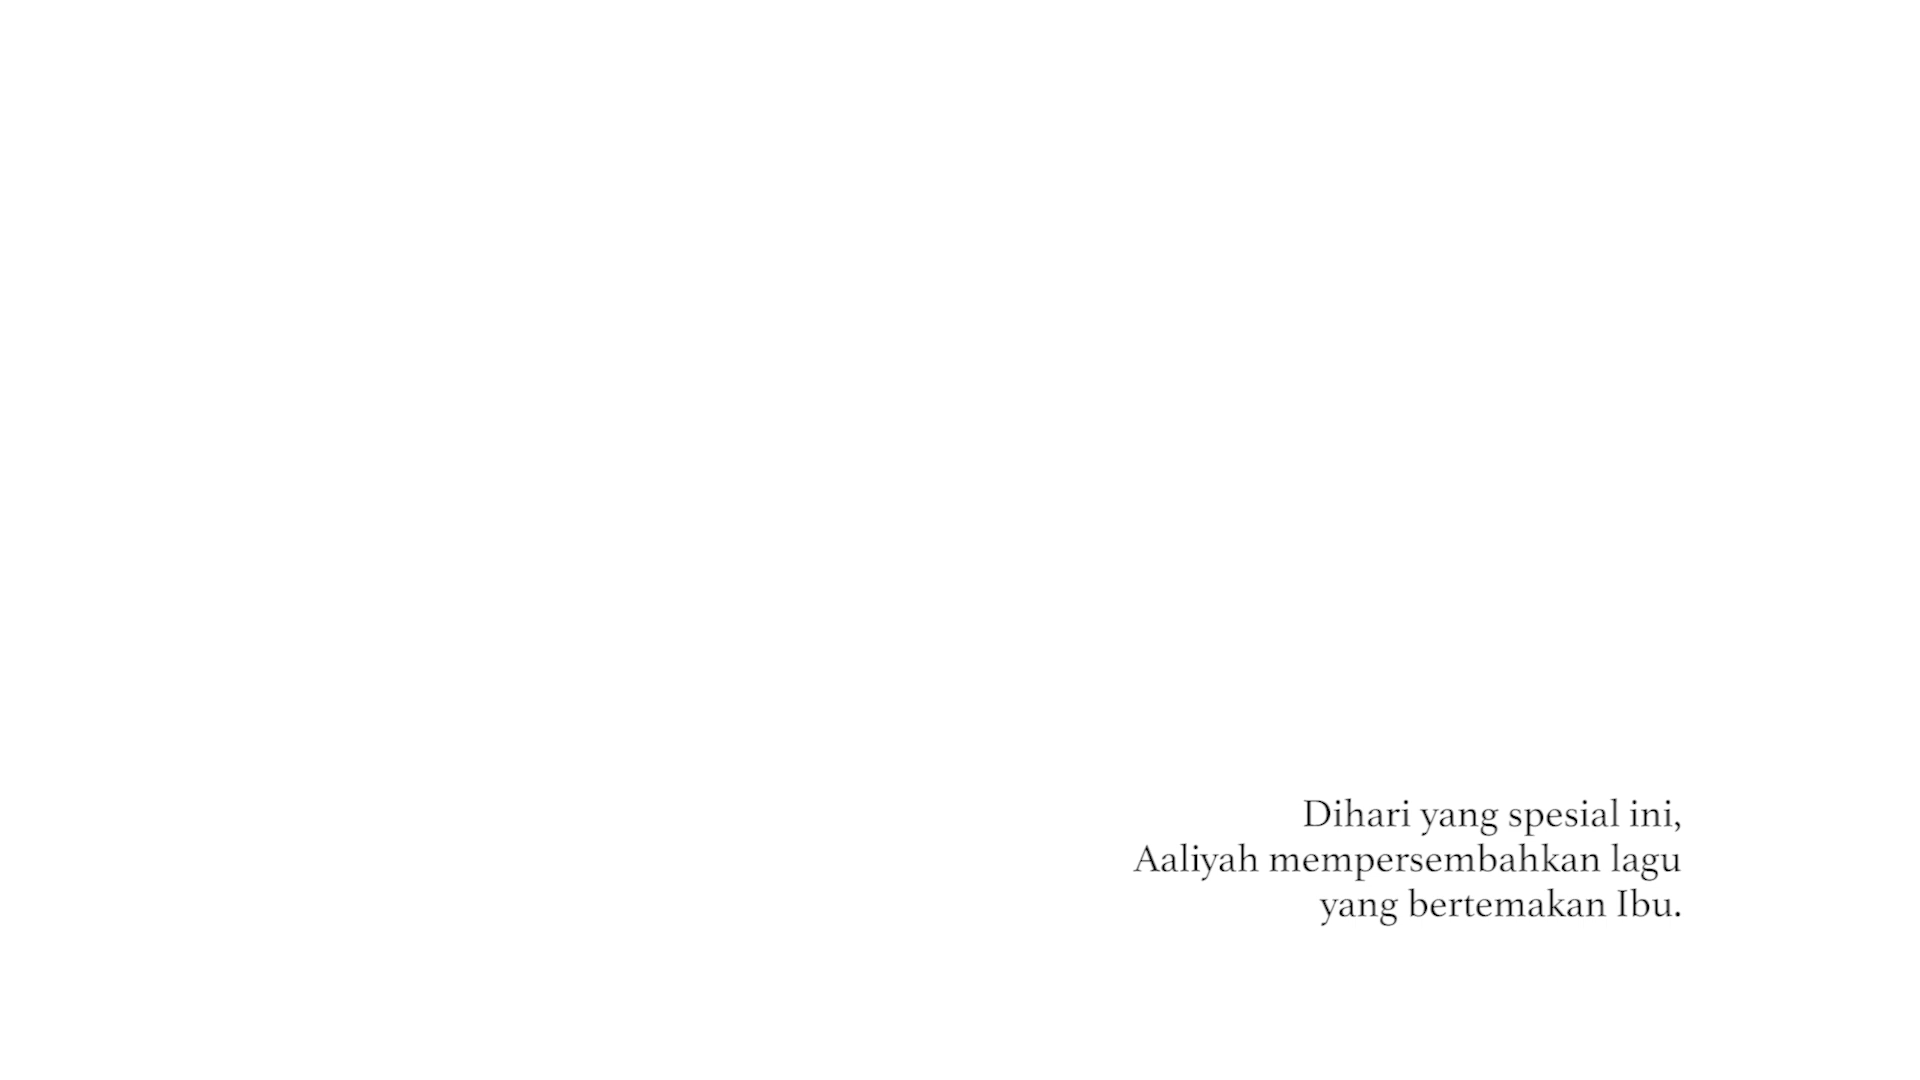 Dihari yang spesial ini,
Aaliyah mempersembahkan lagu
yang bertemakan Ibu.